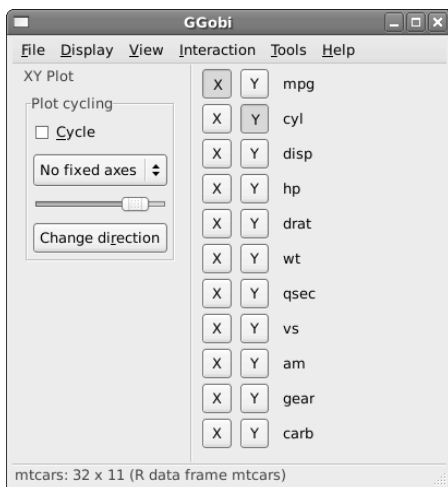 GGobi
File Display View Interaction Tools Help
XY Plot
Plot cycling
Cycle
No fixed axes
Change direction
X Y mpg
X Y cyl
X Y disp
X Y hp
X Y drat
X Y wt
X Y qsec
X Y vs
X Y am
X Y gear
X Y carb
mtcars: 32 x 11 (R data frame mtcars)